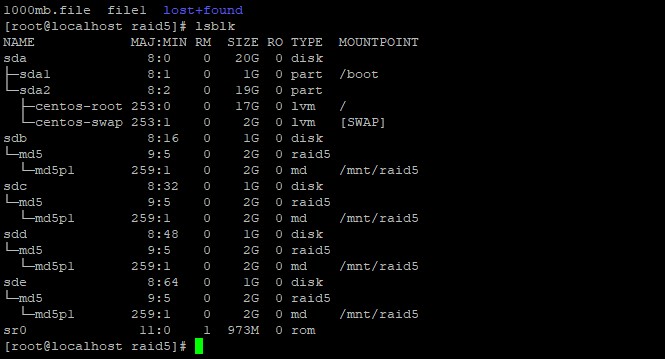 1000mb.file  file1  lost+found
[root@localhost raid5]# lsblk
NAME            MAJ:MIN RM  SIZE RO TYPE  MOUNTPOINT
sda               8:0    0   20G  0 disk
├─sda1            8:1    0    1G  0 part  /boot
└─sda2            8:2    0   19G  0 part
  ├─centos-root 253:0    0   17G  0 lvm   /
  └─centos-swap 253:1    0    2G  0 lvm   [SWAP]
sdb               8:16   0    1G  0 disk
└─md5             9:5    0    2G  0 raid5
  └─md5p1       259:1    0    2G  0 md    /mnt/raid5
sdc               8:32   0    1G  0 disk
└─md5             9:5    0    2G  0 raid5
  └─md5p1       259:1    0    2G  0 md    /mnt/raid5
sdd               8:48   0    1G  0 disk
└─md5             9:5    0    2G  0 raid5
  └─md5p1       259:1    0    2G  0 md    /mnt/raid5
sde               8:64   0    1G  0 disk
└─md5             9:5    0    2G  0 raid5
  └─md5p1       259:1    0    2G  0 md    /mnt/raid5
sr0              11:0    1  973M  0 rom
[root@localhost raid5]#